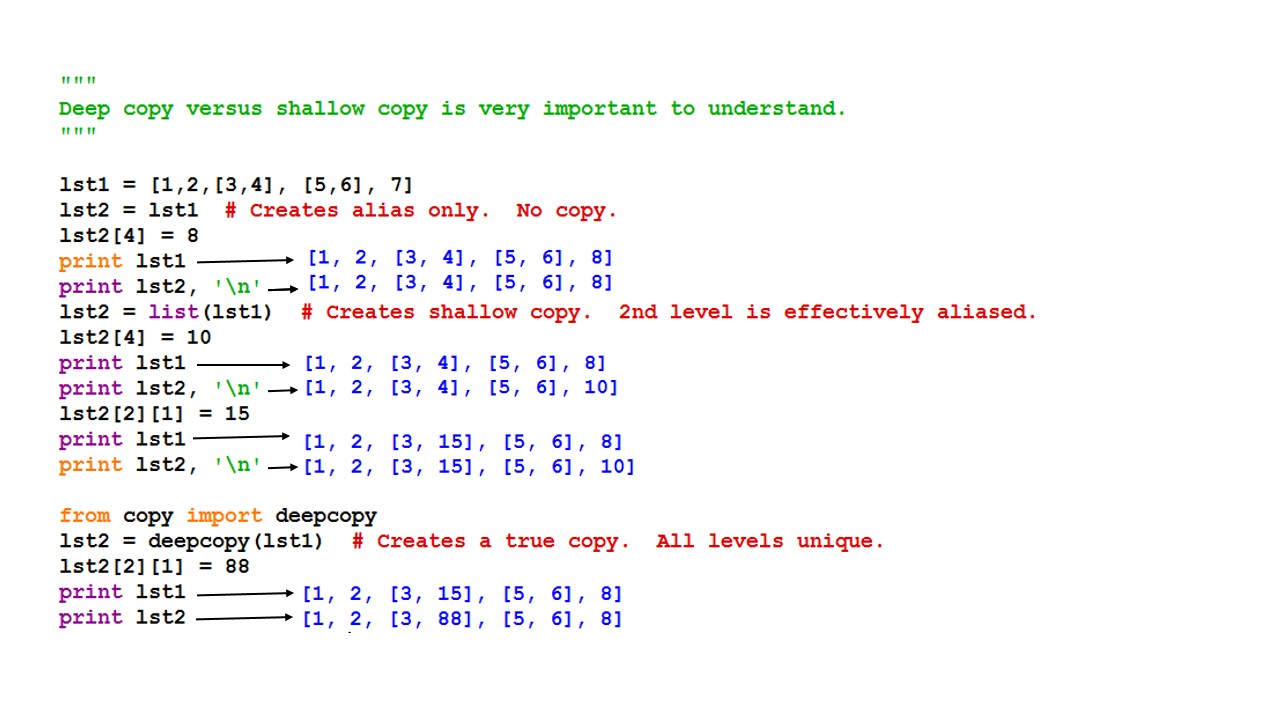 """
Deep copy versus shallow copy is very important to understand.
"""
lst1 = [1,2,[3,4], [5,6], 7]
lst2 = lst1  # Creates alias only.  No copy.
lst2[4] = 8
print lst1 [1, 2, [3, 4], [5, 6], 8]
print lst2, '\n' [1, 2, [3, 4], [5, 6], 8]
lst2 = list(lst1)  # Creates shallow copy.  2nd level is effectively aliased.
lst2[4] = 10
print lst1 [1, 2, [3, 4], [5, 6], 8]
print lst2, '\n' [1, 2, [3, 4], [5, 6], 10]
lst2[2][1] = 15
print lst1 [1, 2, [3, 15], [5, 6], 8]
print lst2, '\n' [1, 2, [3, 15], [5, 6], 10]
from copy import deepcopy
lst2 = deepcopy(lst1)  # Creates a true copy.  All levels unique.
lst2[2][1] = 88
print lst1 [1, 2, [3, 15], [5, 6], 8]
print lst2 [1, 2, [3, 88], [5, 6], 8]